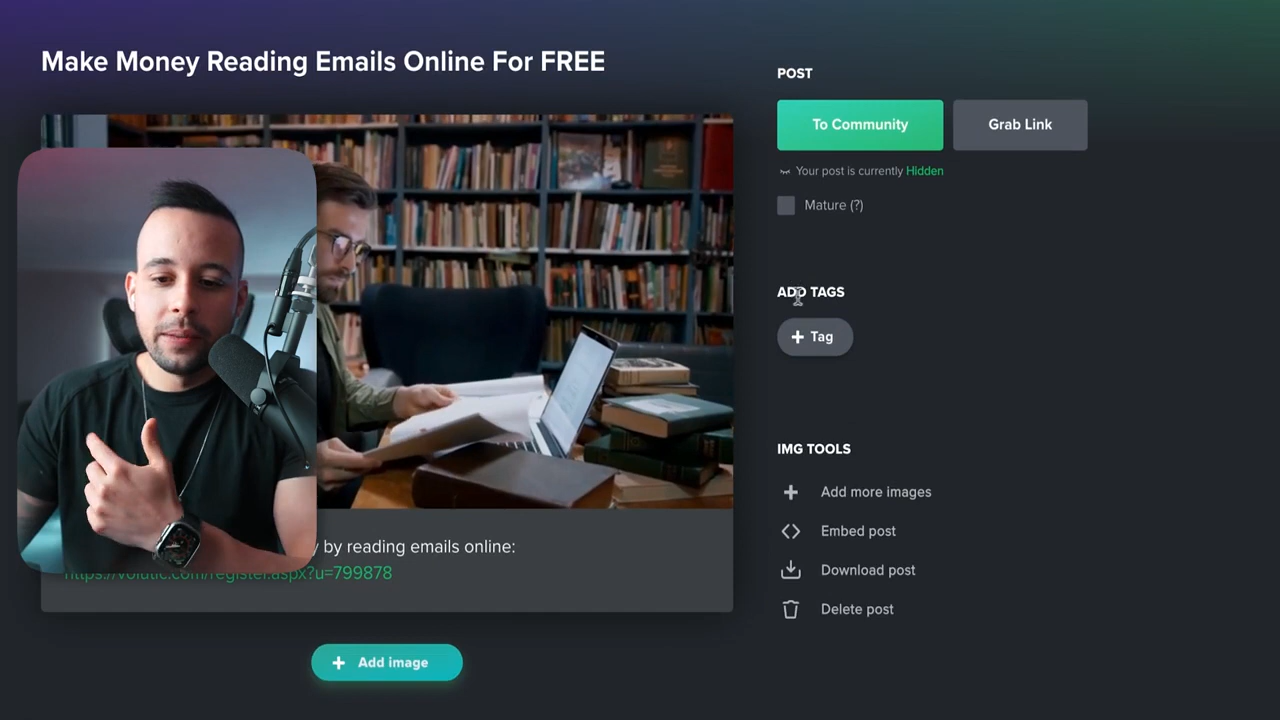 Make Money Reading Emails Online For FREE
POST
To Community
Grab Link
Your post is currently Hidden
Mature (?)
ADD TAGS
+ Tag
IMG TOOLS
+ Add more images
<> Embed post
Download post
Delete post
by reading emails online:
https://volutic.com/register.aspx?u=799878
+ Add image